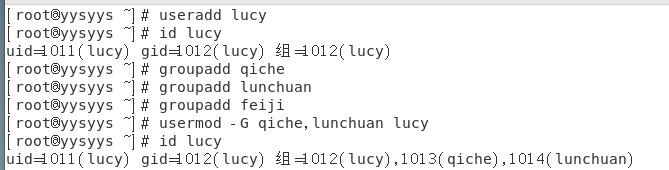 [root@yysyys ~]# useradd lucy
[root@yysyys ~]# id lucy
uid=1011(lucy) gid=1012(lucy) 组=1012(lucy)
[root@yysyys ~]# groupadd qiche
[root@yysyys ~]# groupadd lunchuan
[root@yysyys ~]# groupadd feiji
[root@yysyys ~]# usermod -G qiche,lunchuan lucy
[root@yysyys ~]# id lucy
uid=1011(lucy) gid=1012(lucy) 组=1012(lucy),1013(qiche),1014(lunchuan)